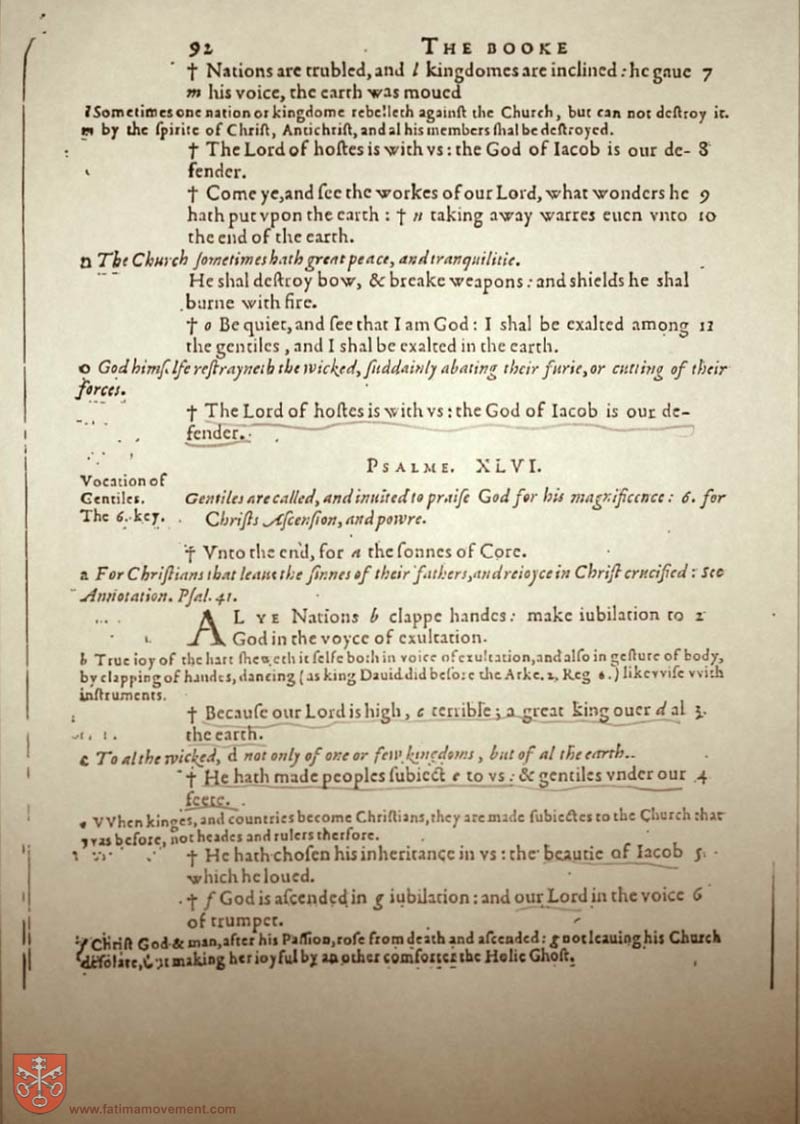 92 THE BOOKE
† Nations are trubled, and l kingdomes are inclined: he gaue 7
m his voice, the earth was moued
l Sometimes one nation or kingdome rebelleth againſt the Church, but can not deſtroy it.
m by the ſpirite of Chriſt, Antichriſt, and al his members ſhal be deſtroyed.
† The Lord of hoſtes is with vs: the God of Iacob is our de- 8
fender.
† Come ye, and ſee the workes of our Lord, what wonders he 9
hath put vpon the earth: † n taking away warres euen vnto 10
the end of the earth.
n The Church ſometimes hath great peace, and tranquilitie.
He shal deſtroy bow, & breake weapons: and shields he shal
burne with fire.
† o Be quiet, and ſee that I am God: I shal be exalted among 11
the gentiles, and I shal be exalted in the earth.
o God himſelfe reſtrayneth the wicked, ſuddainly abating their furie, or cutting of their
forces.
† The Lord of hoſtes is with vs: the God of Iacob is our de-
fender.
PSALME. XLVI.
Vocation of
Gentiles.
The 6. key.
Gentiles are called, and inuited to praiſe God for his magnificence: 6. for
Chriſts Aſcenſion, and powre.
† Vnto the end, for a the ſonnes of Core.
a For Chriſtians that leaue the ſinnes of their fathers, and reioyce in Chriſt crucified: See
Annotation. Pſal. 41.
AL YE Nations b clappe handes: make iubilation to 2
God in the voyce of exultation.
b True ioy of the hart ſheweth it ſelfe both in voice of exultation, and alſo in geſture of body,
by clapping of handes, dancing (as king Dauid did before the Arke. 2, Reg 6.) likevviſe vvith
inſtruments.
† Becauſe our Lord is high, c terrible; a great king ouer d al 3.
the earth.
c To al the wicked, d not only of one or few kingdoms, but of al the earth..
† He hath made peoples ſubiect e to vs: & gentiles vnder our 4
feete.
e VVhen kinges, and countries become Chriſtians, they are made ſubiectes to the Church that
vvas before, not heades and rulers therfore.
† He hath choſen his inheritance in vs: the beautie of Iacob 5.
which he loued.
† f God is aſcended in g iubilation: and our Lord in the voice 6
of trumpet.
f Chriſt God & man, after his Paſſion, roſe from death and aſcended: g not leauing his Church
deſolate, but making her ioyful by an other comforter the Holie Ghoſt.
www.fatimamovement.com